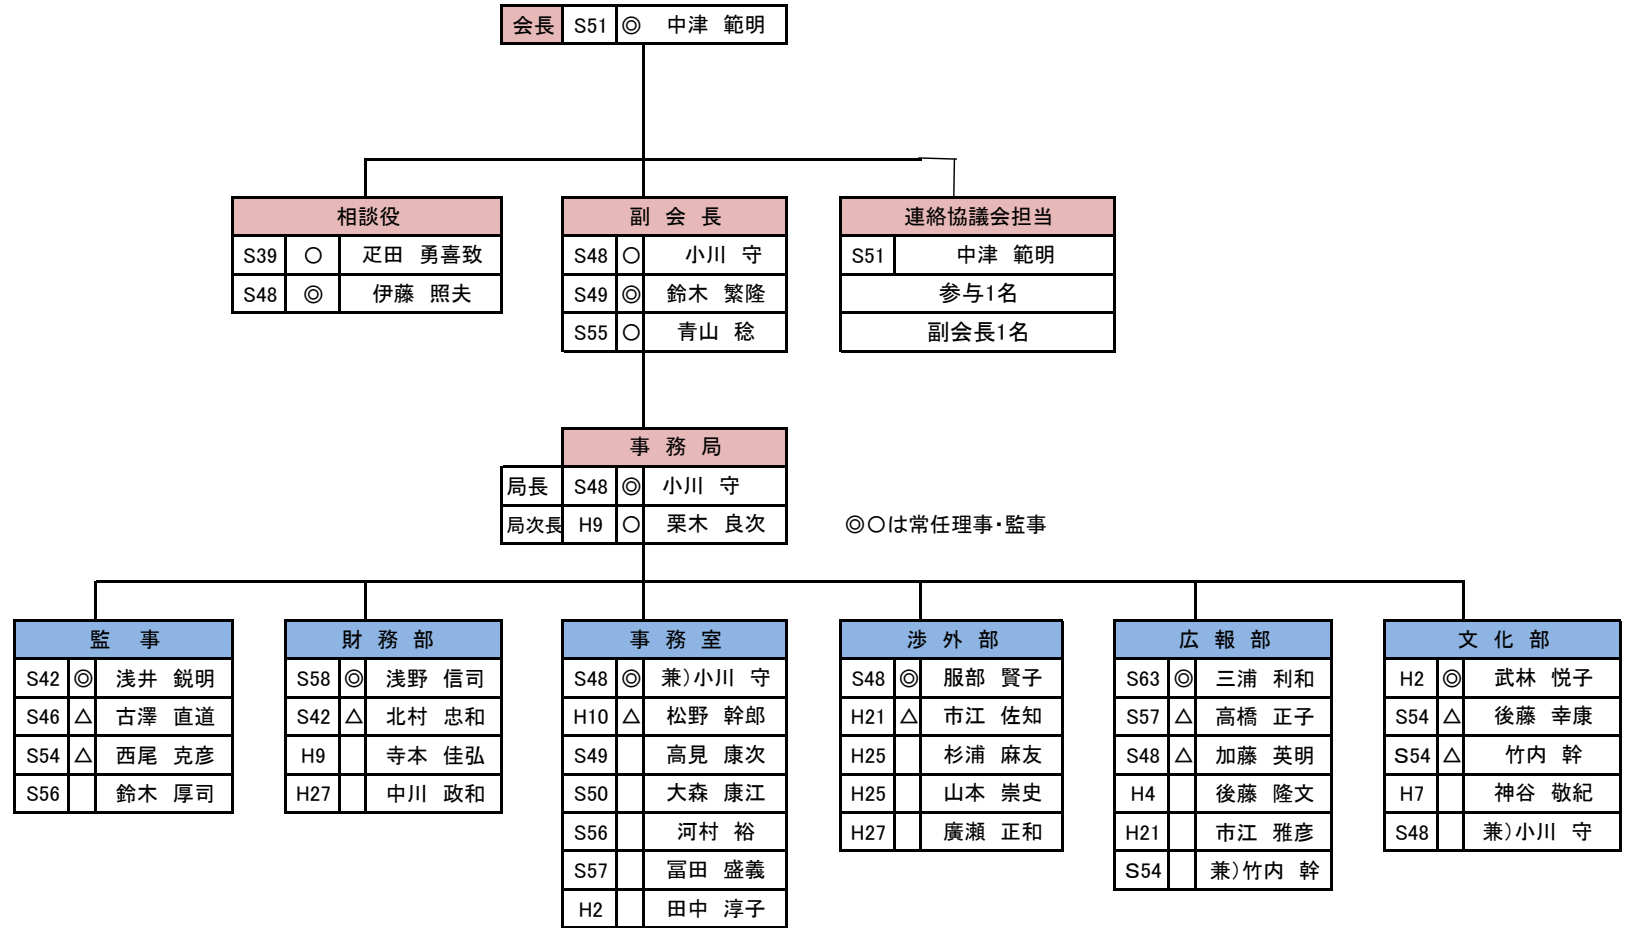 会長 S51 ◎ 中津 範明
相談役
S39 ○ 疋田 勇喜致
S48 ◎ 伊藤 照夫
副 会 長
S48 ○ 小川 守
S49 ◎ 鈴木 繁隆
S55 ○ 青山 稔
連絡協議会担当
S51 中津 範明
参与1名
副会長1名
事 務 局
局長 S48 ◎ 小川 守
局次長 H9 ○ 栗木 良次
◎○は常任理事・監事
監 事
S42 ◎ 浅井 鋭明
S46 △ 古澤 直道
S54 △ 西尾 克彦
S56 鈴木 厚司
財 務 部
S58 ◎ 浅野 信司
S42 △ 北村 忠和
H9 寺本 佳弘
H27 中川 政和
事 務 室
S48 ◎ 兼)小川 守
H10 △ 松野 幹郎
S49 高見 康次
S50 大森 康江
S56 河村 裕
S57 冨田 盛義
H2 田中 淳子
渉 外 部
S48 ◎ 服部 賢子
H21 △ 市江 佐知
H25 杉浦 麻友
H25 山本 崇史
H27 廣瀬 正和
広 報 部
S63 ◎ 三浦 利和
S57 △ 高橋 正子
S48 △ 加藤 英明
H4 後藤 隆文
H21 市江 雅彦
S54 兼)竹内 幹
文 化 部
H2 ◎ 武林 悦子
S54 △ 後藤 幸康
S54 △ 竹内 幹
H7 神谷 敬紀
S48 兼)小川 守